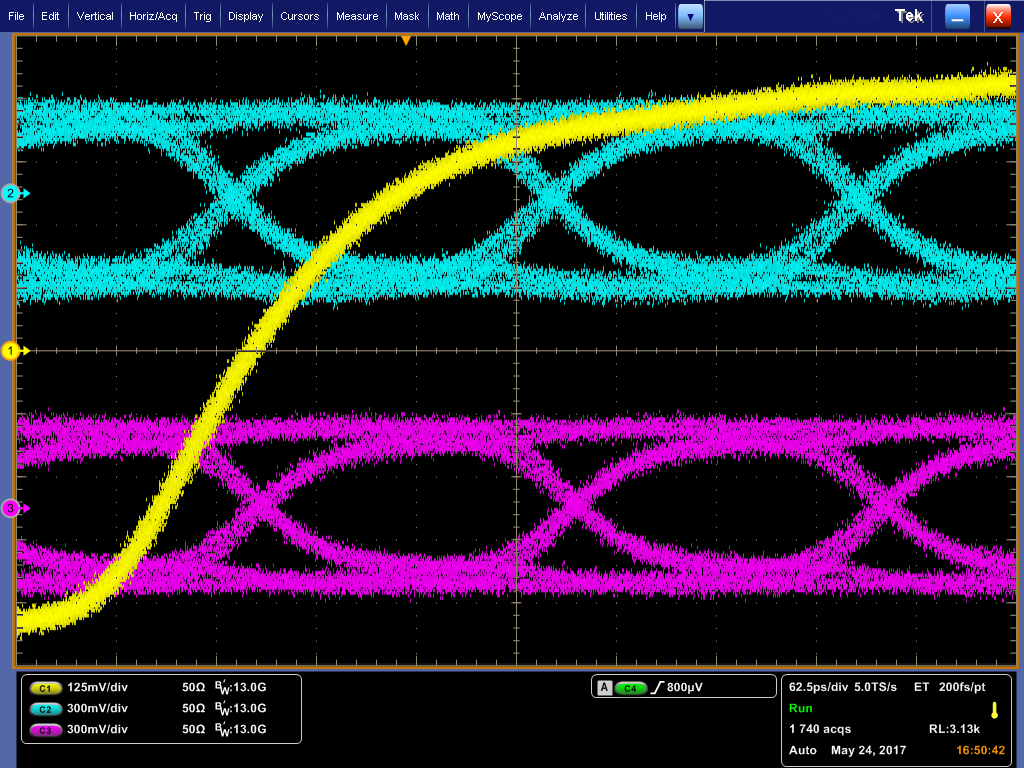 File Edit Vertical Horiz/Acq Trig Display Cursors Measure Mask Math MyScope Analyze Utilities Help Tek X
2
1
3
C1 125mV/div 50Ω B'W:13.0G
C2 300mV/div 50Ω B'W:13.0G
C3 300mV/div 50Ω B'W:13.0G
A C4 800µV
62.5ps/div 5.0TS/s ET 200fs/pt
Run
1 740 acqs RL:3.13k
Auto May 24, 2017 16:50:42